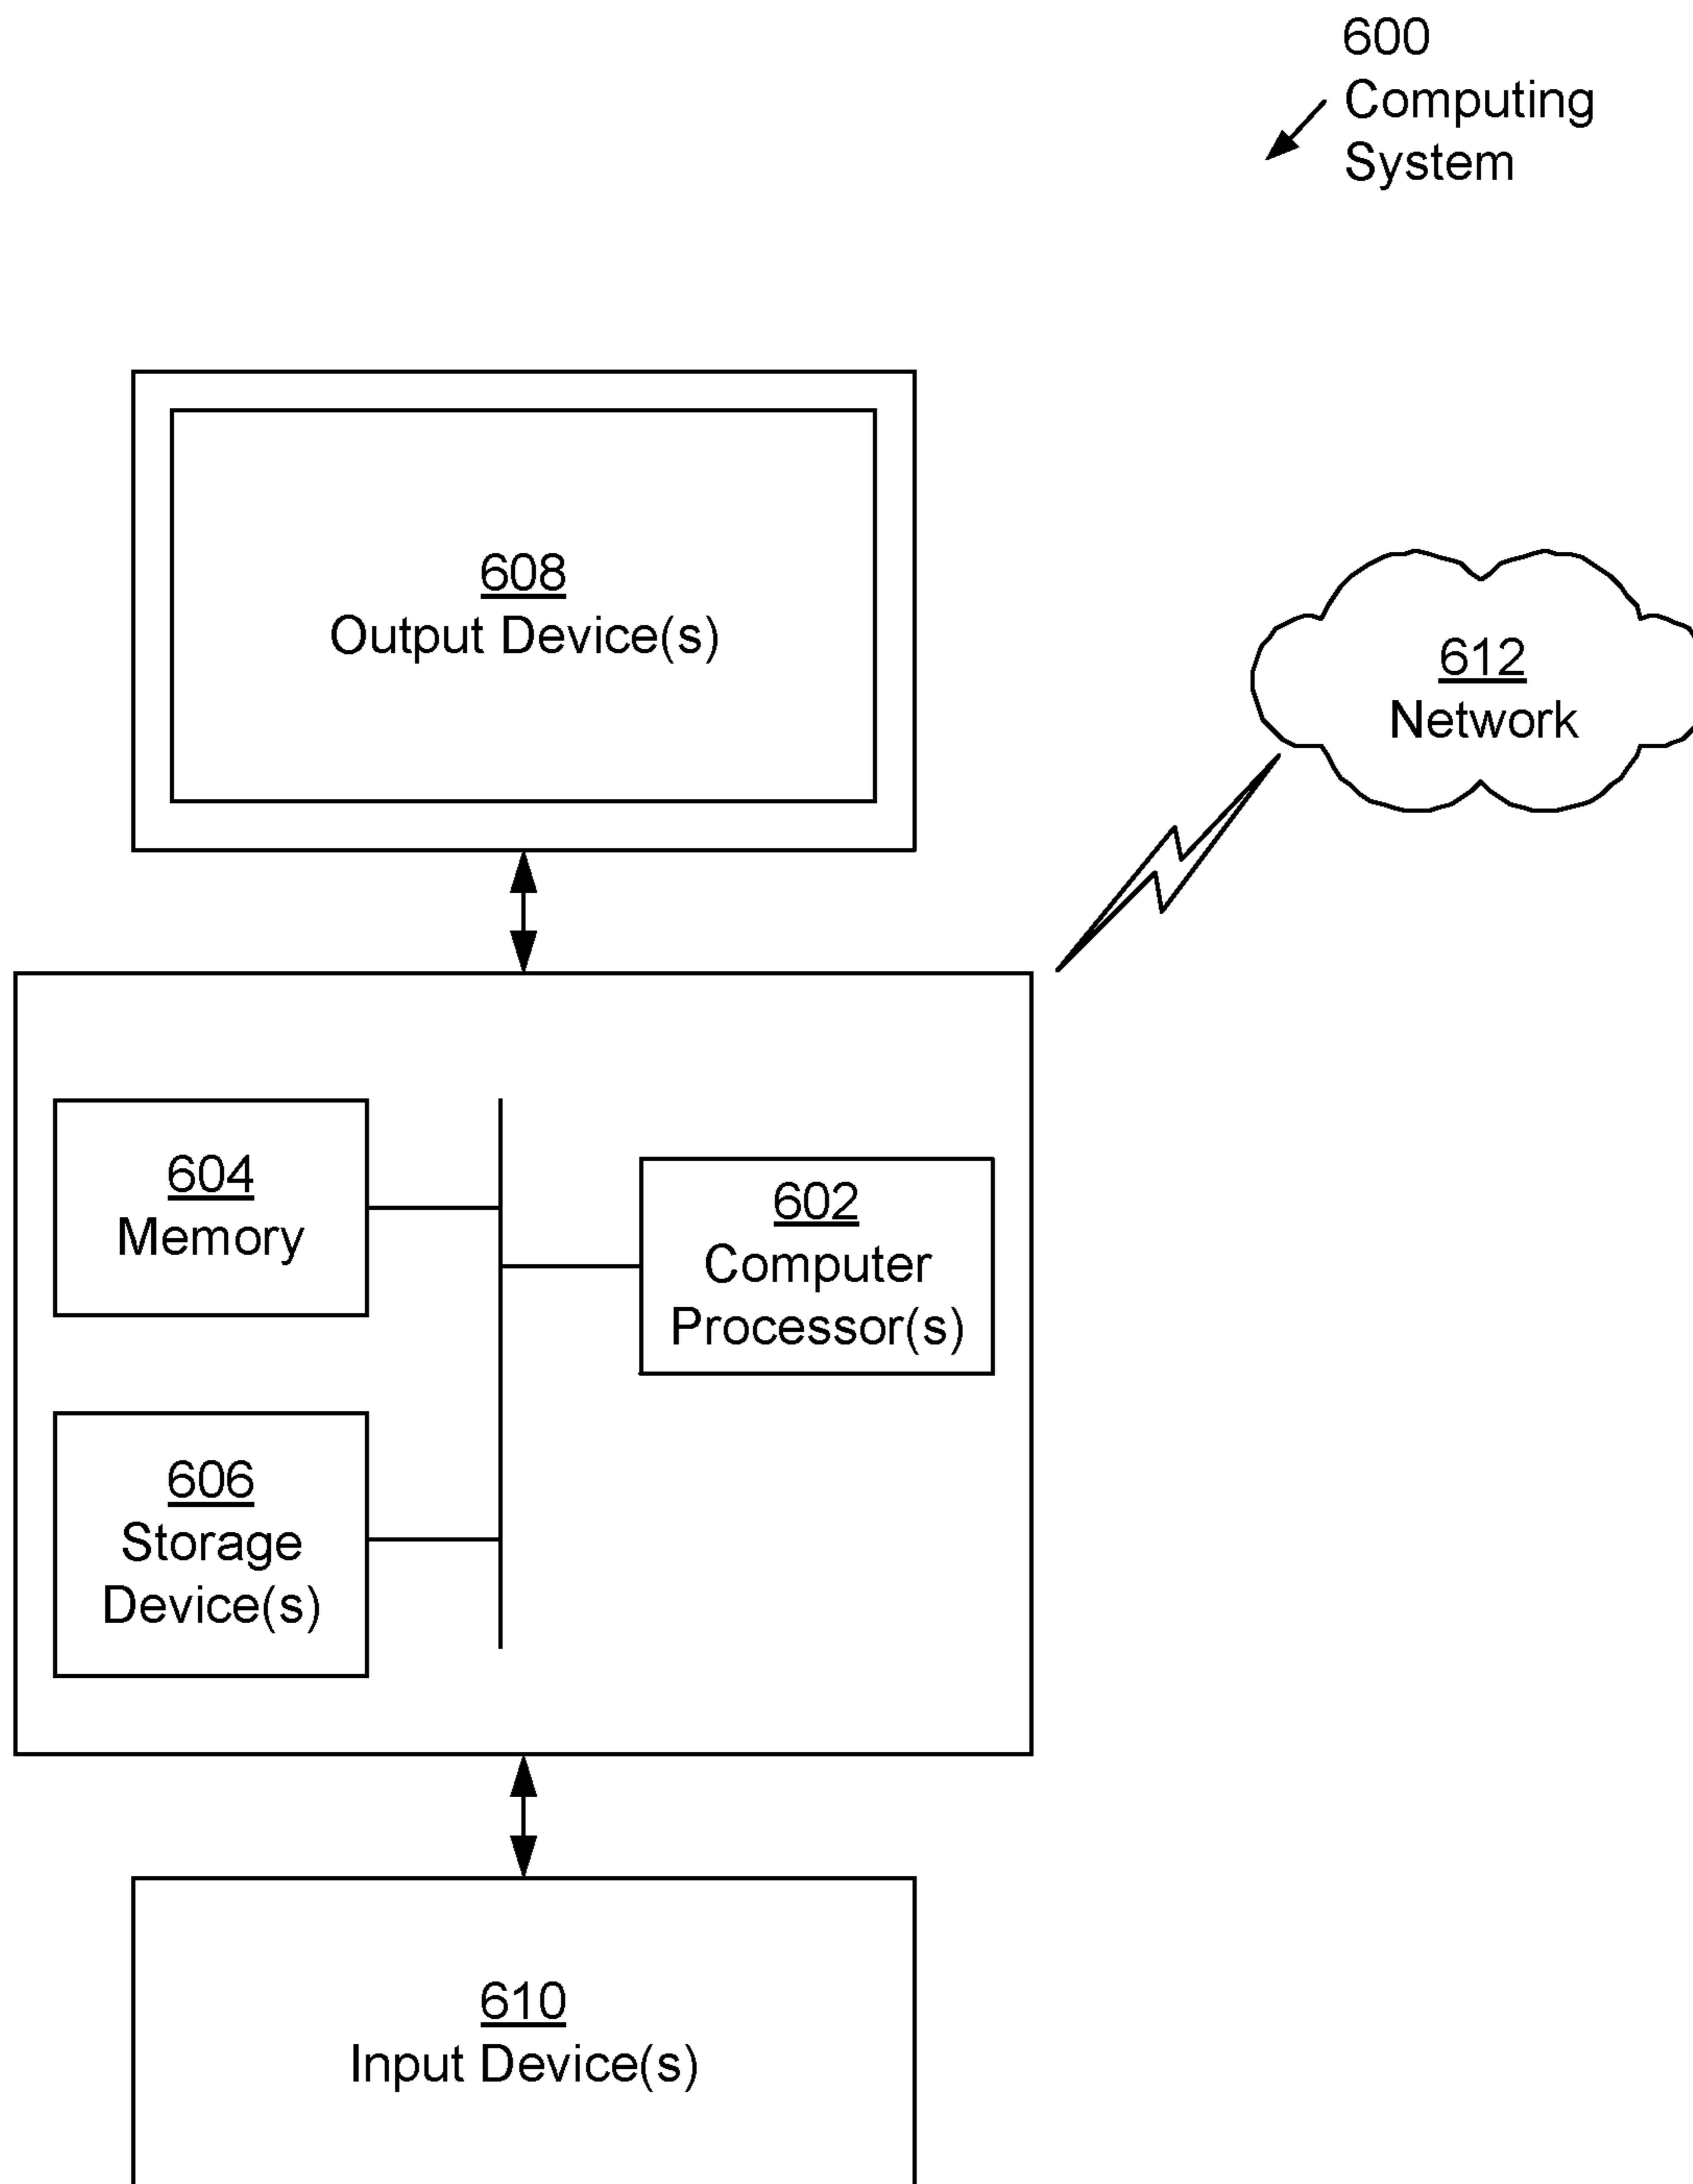 600
Computing
System
608
Output Device(s)
612
Network
604
Memory
602
Computer
Processor(s)
606
Storage
Device(s)
610
Input Device(s)